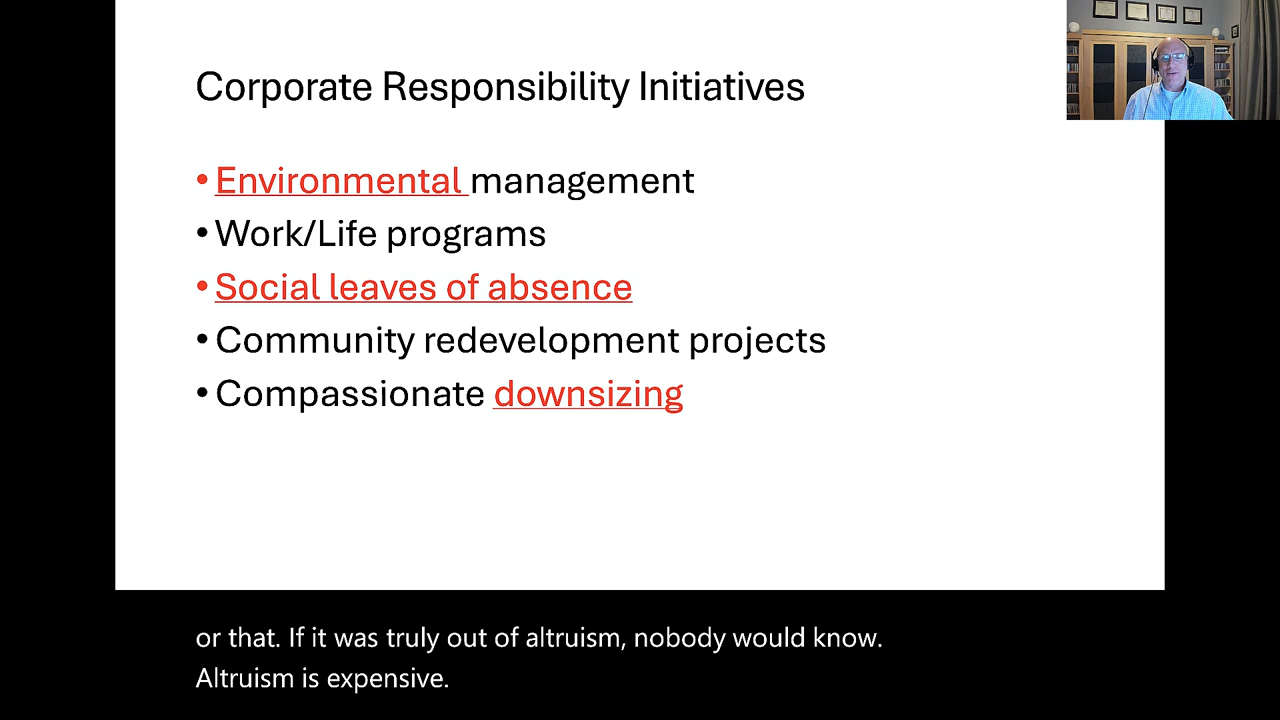 Corporate Responsibility Initiatives
• Environmental management
• Work/Life programs
• Social leaves of absence
• Community redevelopment projects
• Compassionate downsizing
or that. If it was truly out of altruism, nobody would know.
Altruism is expensive.